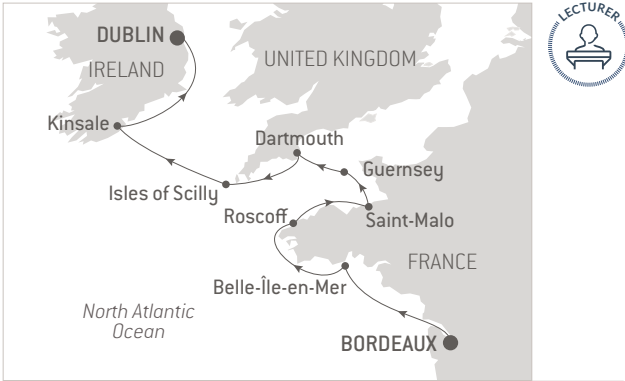 LECTURER
DUBLIN
IRELAND
UNITED KINGDOM
Kinsale
Dartmouth
Guernsey
Isles of Scilly
Roscoff
Saint-Malo
FRANCE
Belle-Île-en-Mer
North Atlantic
Ocean
BORDEAUX